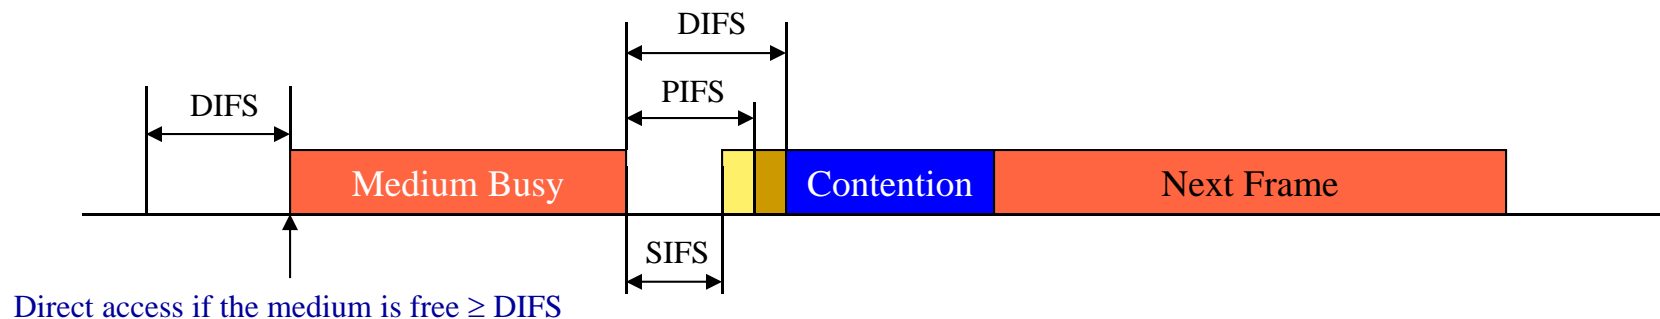 DIFS
PIFS
DIFS
Medium Busy
Contention
Next Frame
SIFS
Direct access if the medium is free ≥ DIFS